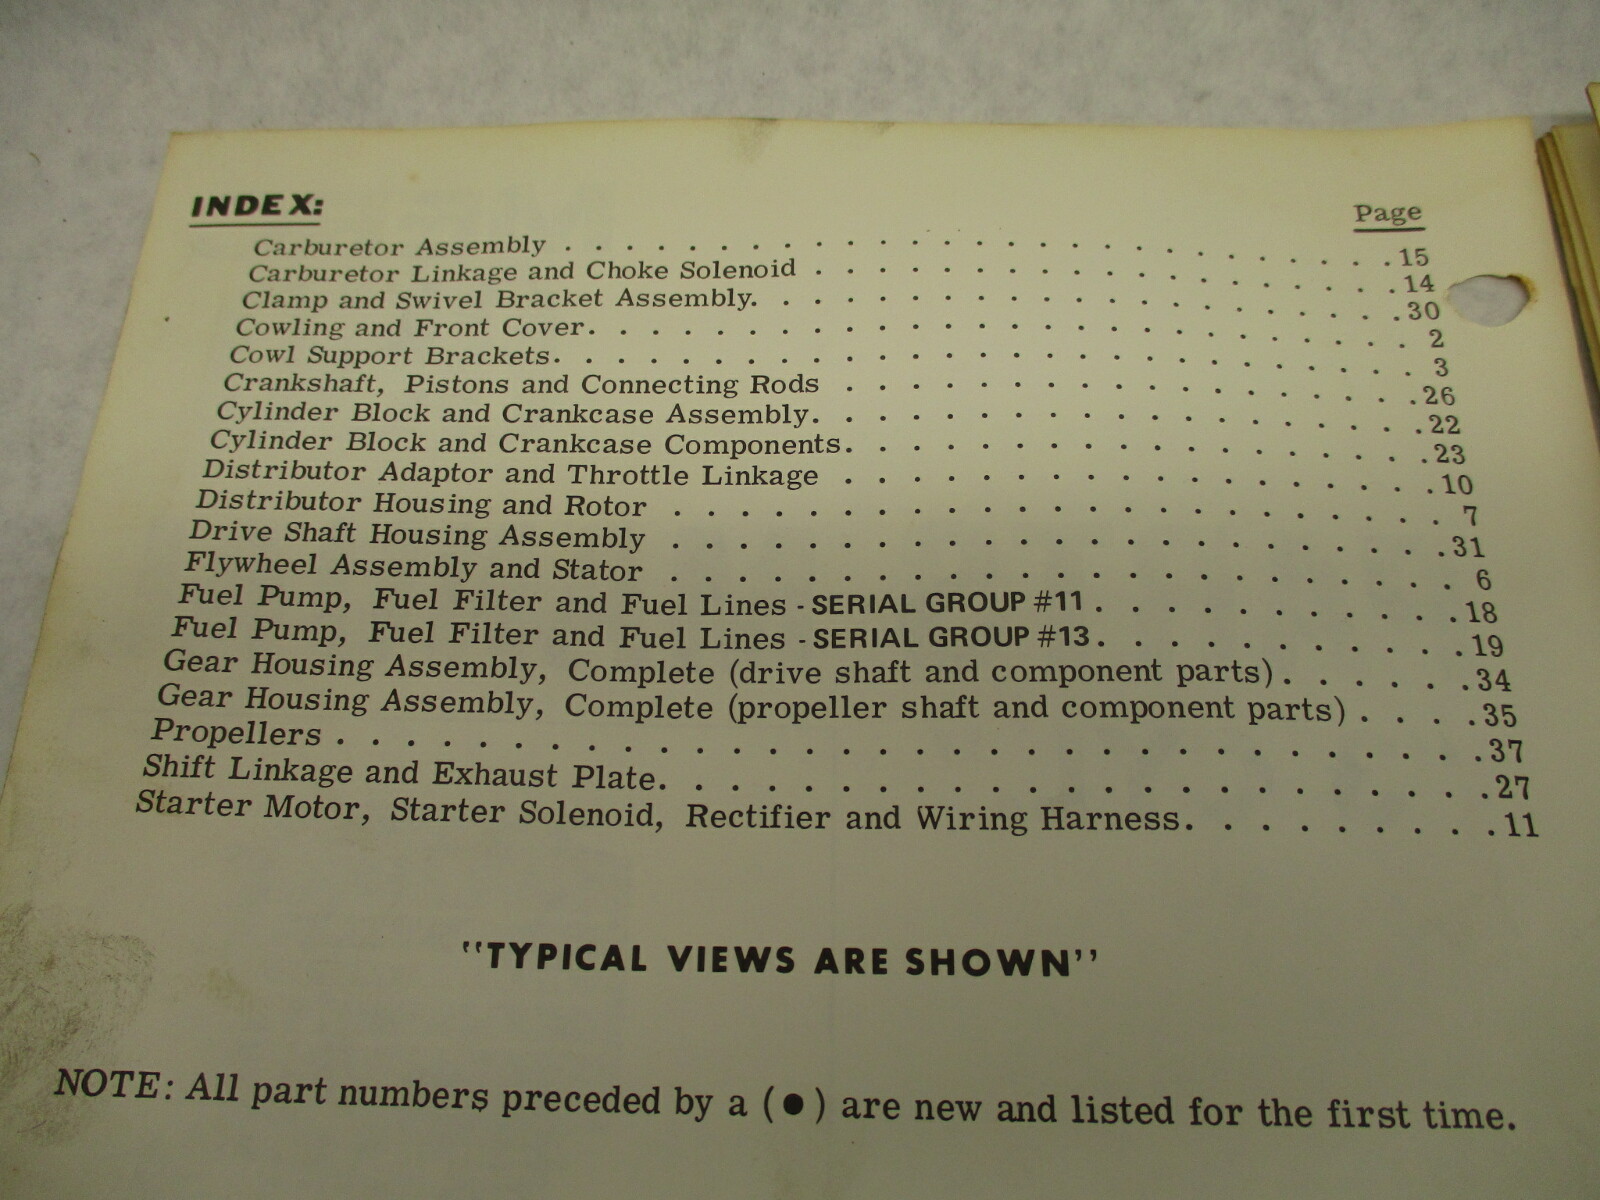 INDEX:
Page
Carburetor Assembly . . . . . . . . . . . . . . . . . . . . . . . . . 15
Carburetor Linkage and Choke Solenoid . . . . . . . . . . . . . . . . . 14
Clamp and Swivel Bracket Assembly. . . . . . . . . . . . . . . . . . . 30
Cowling and Front Cover. . . . . . . . . . . . . . . . . . . . . . . . 2
Cowl Support Brackets. . . . . . . . . . . . . . . . . . . . . . . . . 3
Crankshaft, Pistons and Connecting Rods . . . . . . . . . . . . . . . . 26
Cylinder Block and Crankcase Assembly. . . . . . . . . . . . . . . . . 22
Cylinder Block and Crankcase Components. . . . . . . . . . . . . . . . 23
Distributor Adaptor and Throttle Linkage . . . . . . . . . . . . . . . 10
Distributor Housing and Rotor . . . . . . . . . . . . . . . . . . . . . 7
Drive Shaft Housing Assembly . . . . . . . . . . . . . . . . . . . . . 31
Flywheel Assembly and Stator . . . . . . . . . . . . . . . . . . . . . 6
Fuel Pump, Fuel Filter and Fuel Lines - SERIAL GROUP #11 . . . . . . . . . . . 18
Fuel Pump, Fuel Filter and Fuel Lines - SERIAL GROUP #13. . . . . . . . . . . 19
Gear Housing Assembly, Complete (drive shaft and component parts) . . . . . . 34
Gear Housing Assembly, Complete (propeller shaft and component parts) . . . . 35
Propellers . . . . . . . . . . . . . . . . . . . . . . . . . . . . . . 37
Shift Linkage and Exhaust Plate. . . . . . . . . . . . . . . . . . . . 27
Starter Motor, Starter Solenoid, Rectifier and Wiring Harness. . . . . . . . . 11
"TYPICAL VIEWS ARE SHOWN"
NOTE: All part numbers preceded by a (●) are new and listed for the first time.